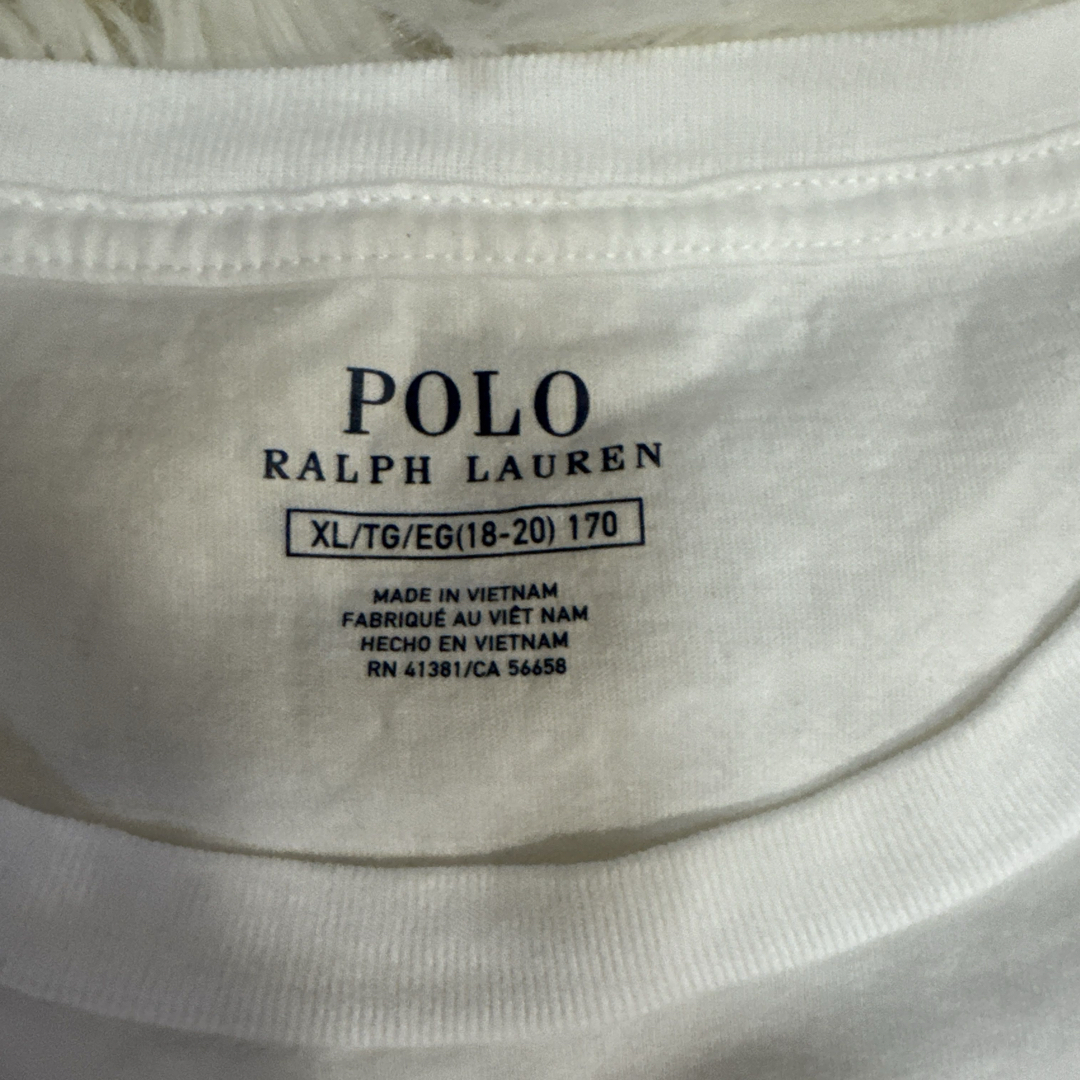 POLO
RALPH LAUREN
XL/TG/EG(18-20) 170
MADE IN VIETNAM
FABRIQUÉ AU VIÊT NAM
HECHO EN VIETNAM
RN 41381/CA 56658